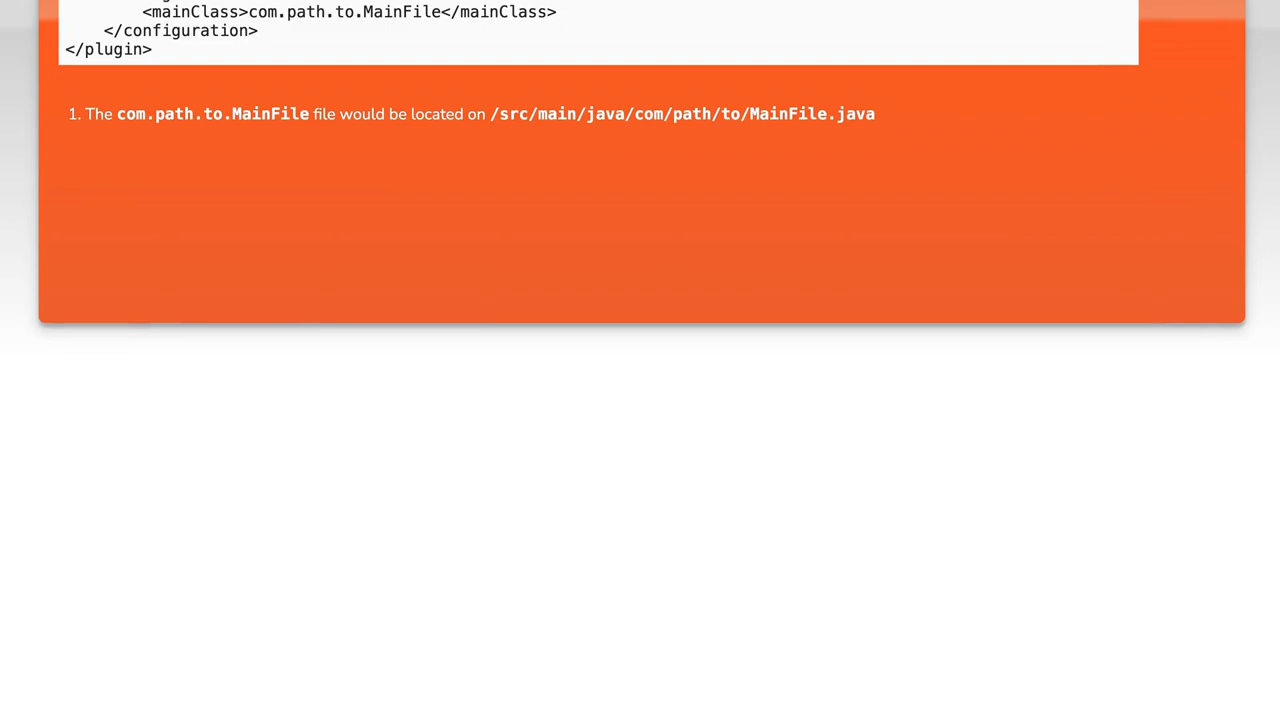 <mainClass>com.path.to.MainFile</mainClass>
</configuration>
</plugin>
1. The com.path.to.MainFile file would be located on /src/main/java/com/path/to/MainFile.java